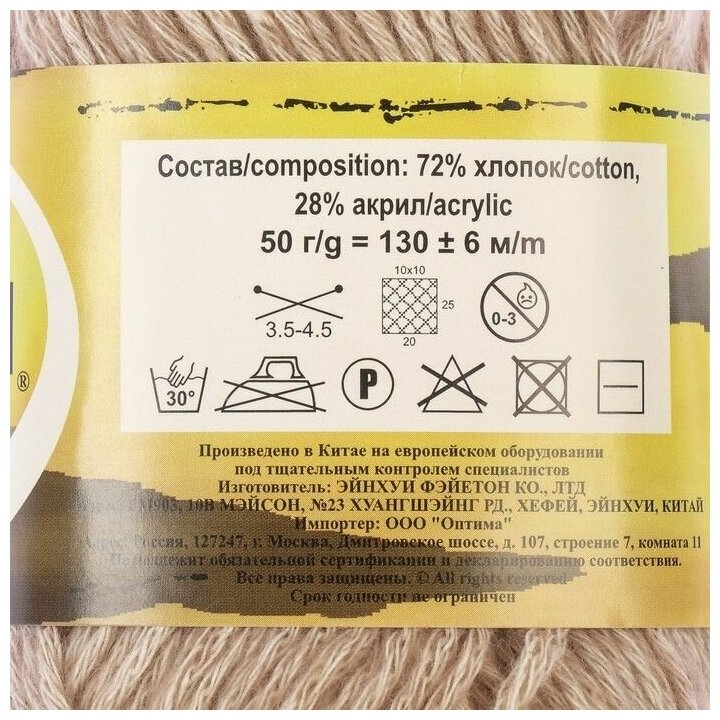 Состав/composition: 72% хлопок/cotton,
28% акрил/acrylic
50 г/g = 130 ± 6 м/m
10x10
3.5-4.5
25
20
0-3
30°
P
®
Произведено в Китае на европейском оборудовании
под тщательным контролем специалистов
Изготовитель: ЭЙНХУИ ФЭЙЕТОН КО., ЛТД
10В МЭЙСОН, №23 ХУАНГШЭЙНГ РД., ХЕФЕЙ, ЭЙНХУИ, КИТАЙ
Импортер: ООО "Оптима"
Адрес: Россия, 127247, г. Москва, Дмитровское шоссе, д. 107, строение 7, комната 11
Не подлежит обязательной сертификации и декларированию соответствия.
Все права защищены. © All rights reserved
Срок годности не ограничен